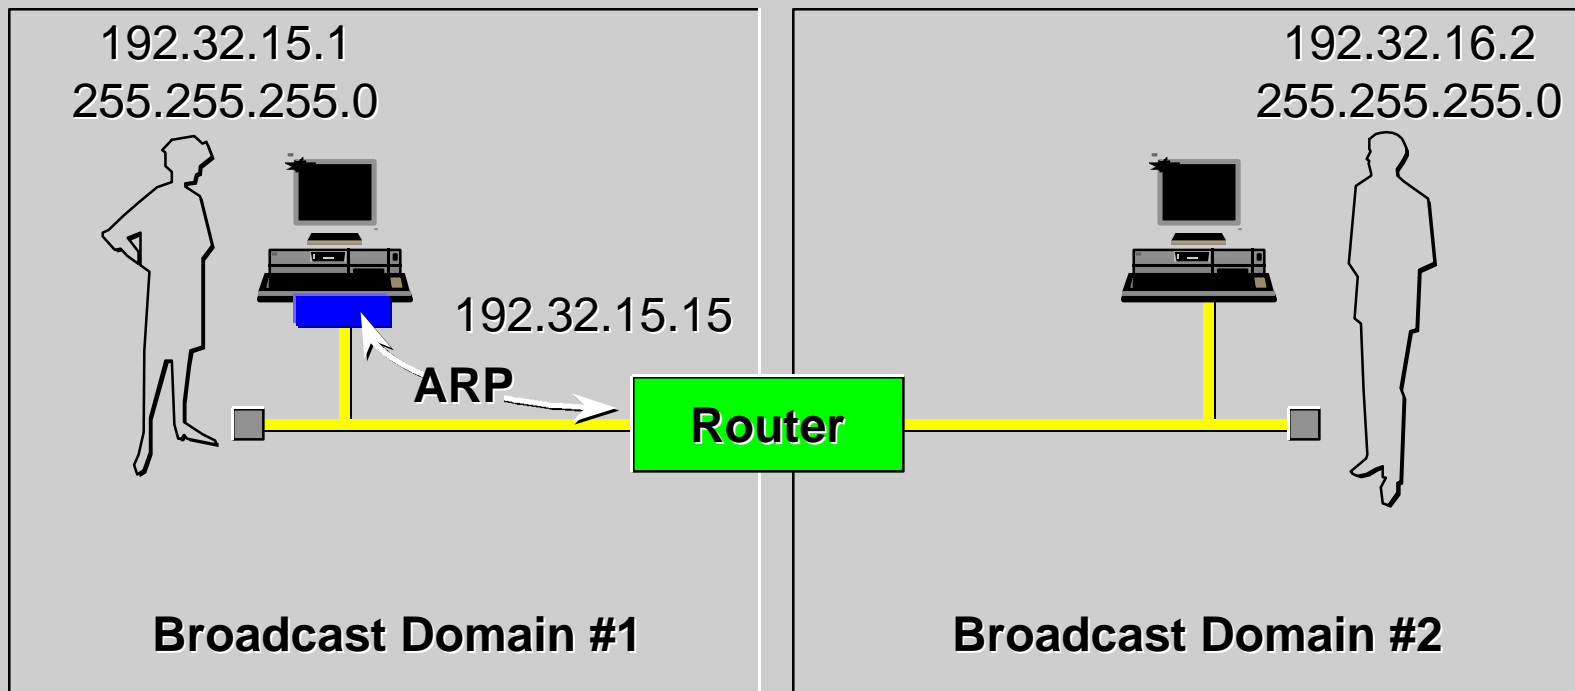 192.32.15.1
255.255.255.0
192.32.16.2
255.255.255.0
192.32.15.15
ARP
Router
Broadcast Domain #1
Broadcast Domain #2